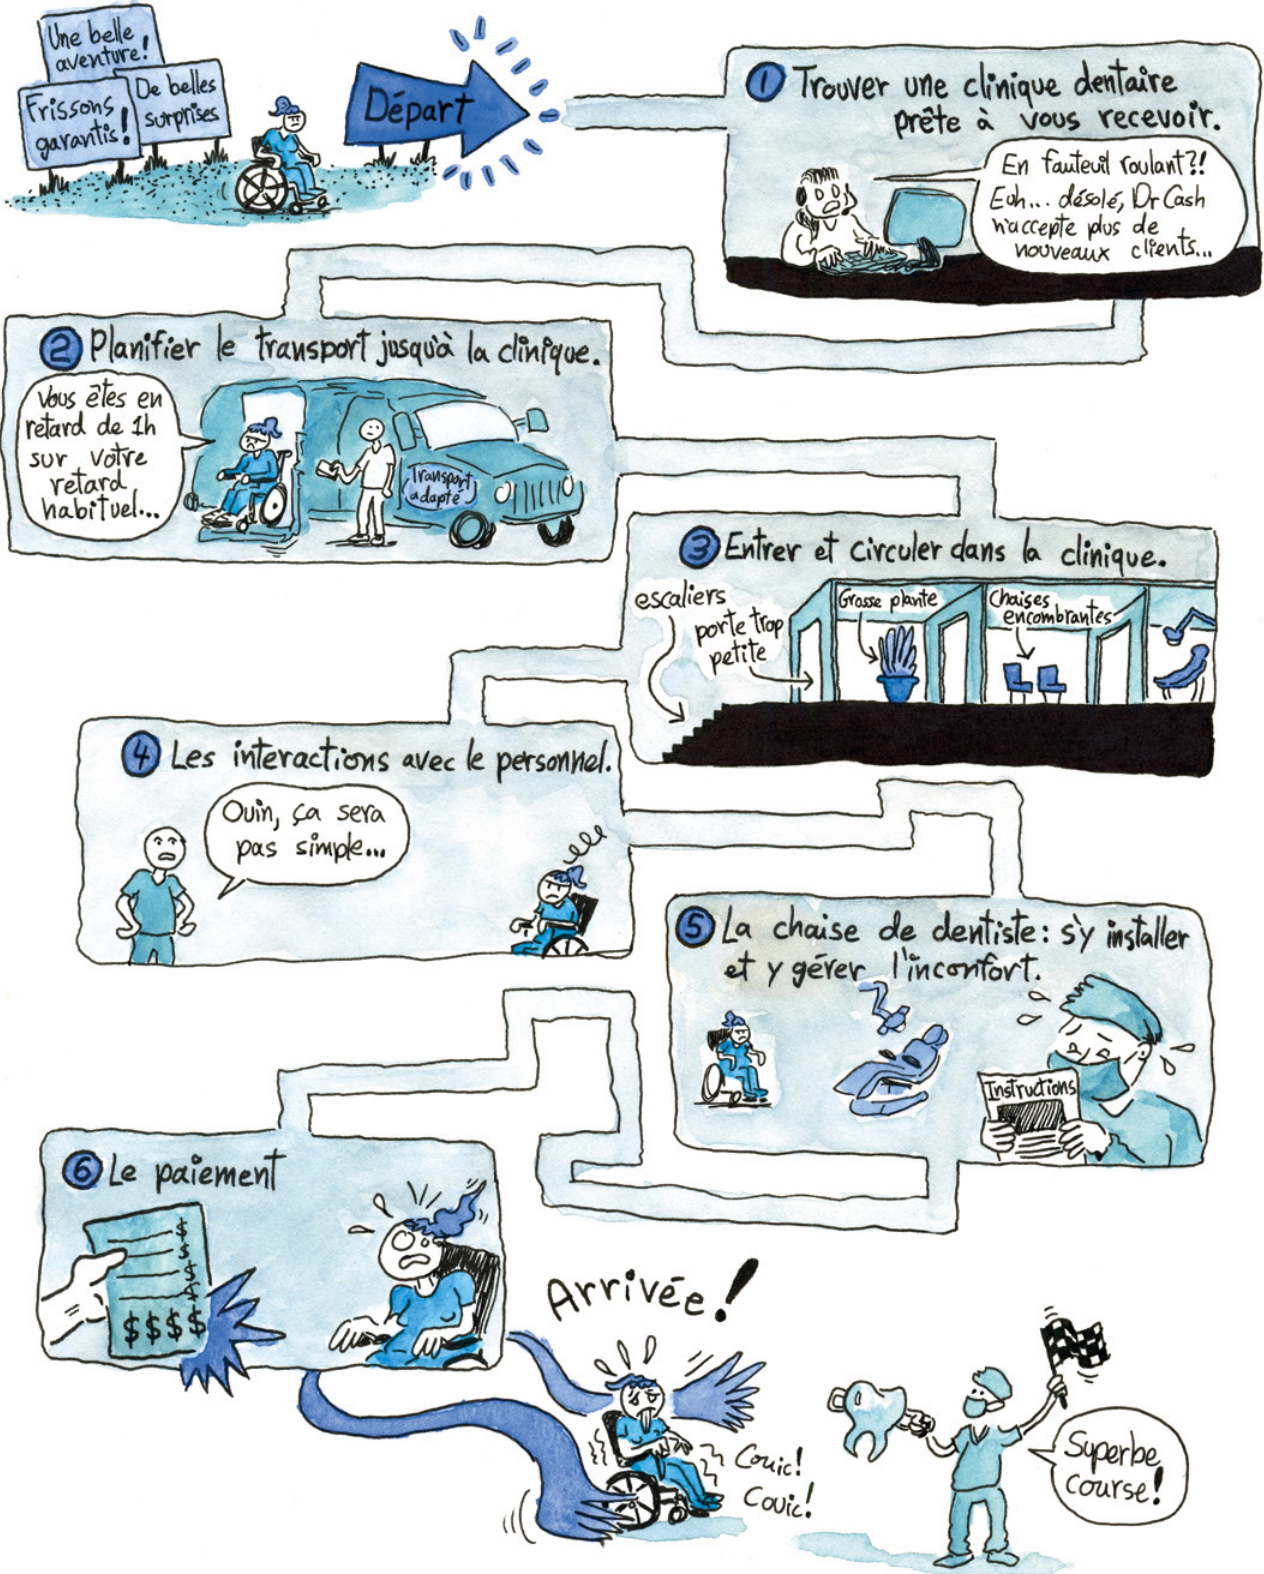 Une belle
aventure!
De belles
surprises
Frissons
garantis!
Départ
1 Trouver une clinique dentaire
prête à vous recevoir.
En fauteuil roulant?!
Euh... désolé, Dr Cash
n'accepte plus de
nouveaux clients...
2 Planifier le transport jusqu'à la clinique.
Vous êtes en
retard de 1h
sur votre
retard
habituel...
Transport
adapté
3 Entrer et circuler dans la clinique.
escaliers
porte trop
petite
Grosse plante
Chaises
encombrantes
4 Les interactions avec le personnel.
Ouin, ça sera
pas simple...
5 La chaise de dentiste: s'y installer
et y gérer l'inconfort.
Instructions
6 Le paiement
$$$$
Arrivée!
Couic!
Couic!
Superbe
course!